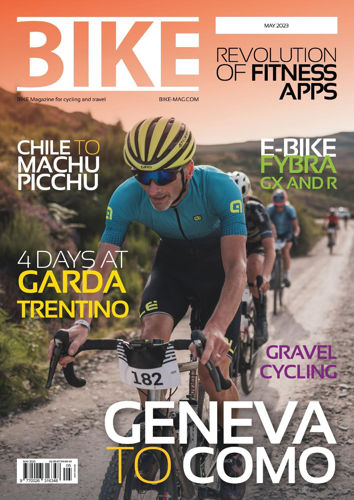 BIKE
MAY 2023
REVOLUTION
OF FITNESS
APPS
BIKE Magazine for cycling and travel
BIKE-MAG.COM
CHILE TO
MACHU
PICCHU
E-BIKE
FYBRA
GX AND R
4 DAYS AT
GARDA
TRENTINO
182
GRAVEL
CYCLING
GENEVA
TO COMO